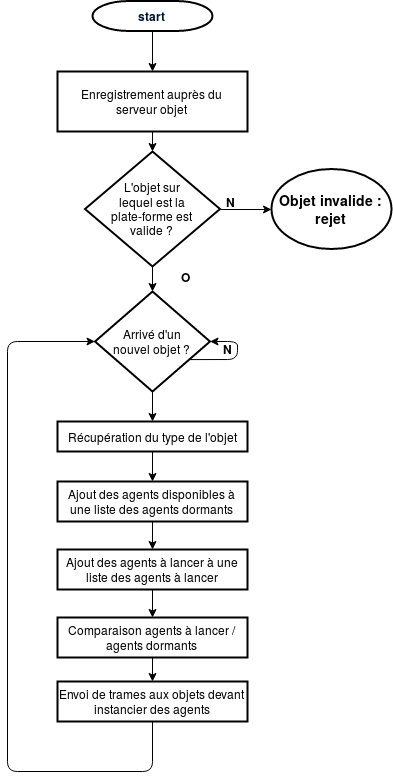 start
Enregistrement auprès du
serveur objet
L'objet sur
lequel est la
plate-forme est
valide ?
N
Objet invalide :
rejet
O
Arrivé d'un
nouvel objet ?
N
Récupération du type de l'objet
Ajout des agents disponibles à
une liste des agents dormants
Ajout des agents à lancer à une
liste des agents à lancer
Comparaison agents à lancer /
agents dormants
Envoi de trames aux objets devant
instancier des agents